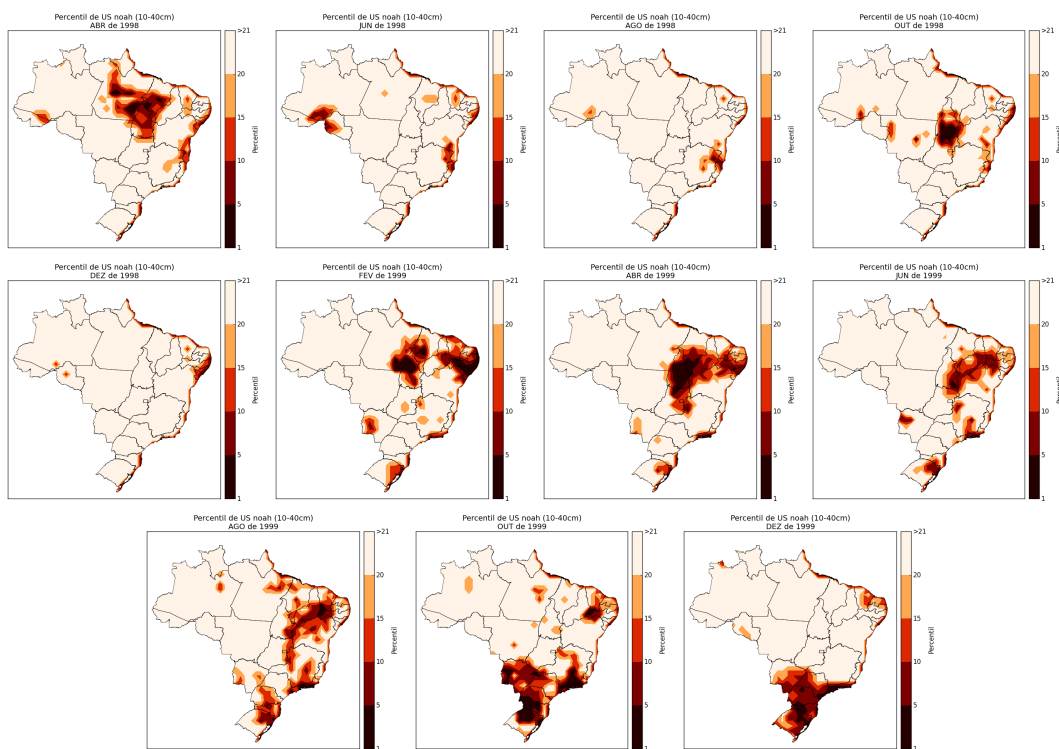 Percentil de US noah (10-40cm)
ABR de 1998
>21
20
15
10
5
1
Percentil
Percentil de US noah (10-40cm)
JUN de 1998
>21
20
15
10
5
1
Percentil
Percentil de US noah (10-40cm)
AGO de 1998
>21
20
15
10
5
1
Percentil
Percentil de US noah (10-40cm)
OUT de 1998
>21
20
15
10
5
1
Percentil
Percentil de US noah (10-40cm)
DEZ de 1998
>21
20
15
10
5
1
Percentil
Percentil de US noah (10-40cm)
FEV de 1999
>21
20
15
10
5
1
Percentil
Percentil de US noah (10-40cm)
ABR de 1999
>21
20
15
10
5
1
Percentil
Percentil de US noah (10-40cm)
JUN de 1999
>21
20
15
10
5
1
Percentil
Percentil de US noah (10-40cm)
AGO de 1999
>21
20
15
10
5
1
Percentil
Percentil de US noah (10-40cm)
OUT de 1999
>21
20
15
10
5
1
Percentil
Percentil de US noah (10-40cm)
DEZ de 1999
>21
20
15
10
5
1
Percentil